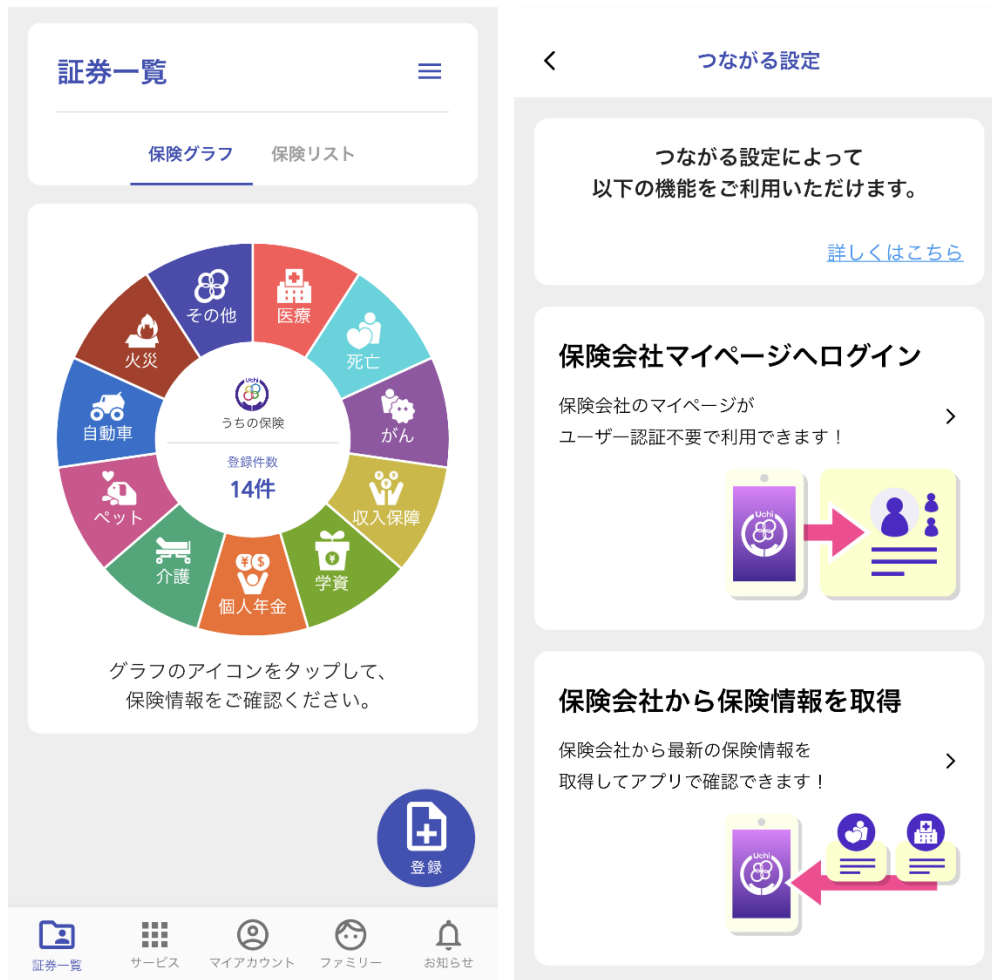 証券一覧
保険グラフ
保険リスト
その他
医療
火災
死亡
自動車
がん
ペット
収入保障
介護
学資
個人年金
Uchi
うちの保険
登録件数
14件
グラフのアイコンをタップして、
保険情報をご確認ください。
登録
証券一覧
サービス
マイアカウント
ファミリー
お知らせ
つながる設定
つながる設定によって
以下の機能をご利用いただけます。
詳しくはこちら
保険会社マイページへログイン
保険会社のマイページが
ユーザー認証不要で利用できます！
Uchi
保険会社から保険情報を取得
保険会社から最新の保険情報を
取得してアプリで確認できます！
Uchi